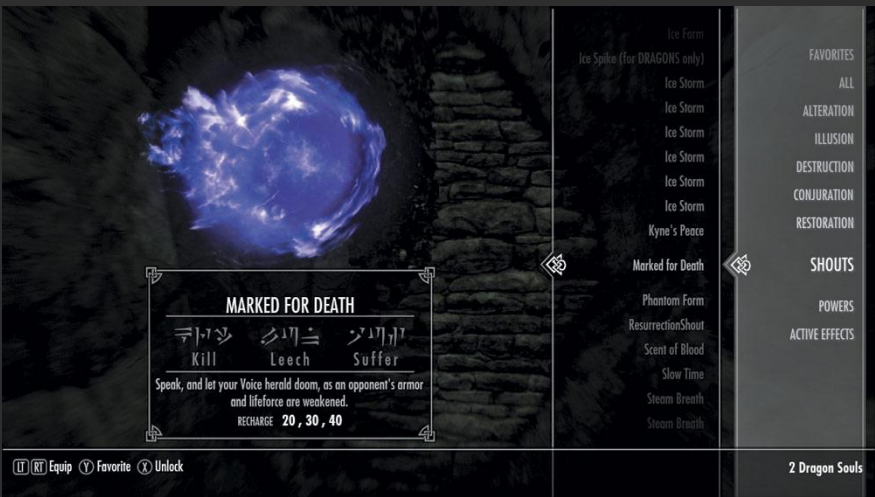 Ice Form
Ice Spike (for DRAGONS only)
Ice Storm
Ice Storm
Ice Storm
Ice Storm
Ice Storm
Ice Storm
Kyne's Peace
Marked for Death
Phantom Form
ResurrectionShout
Scent of Blood
Slow Time
Steam Breath
Steam Breath
FAVORITES
ALL
ALTERATION
ILLUSION
DESTRUCTION
CONJURATION
RESTORATION
SHOUTS
POWERS
ACTIVE EFFECTS
MARKED FOR DEATH
Kill Leech Suffer
Speak, and let your Voice herald doom, as an opponent's armor
and lifeforce are weakened.
RECHARGE 20 , 30 , 40
LT RT Equip Y Favorite X Unlock
2 Dragon Souls